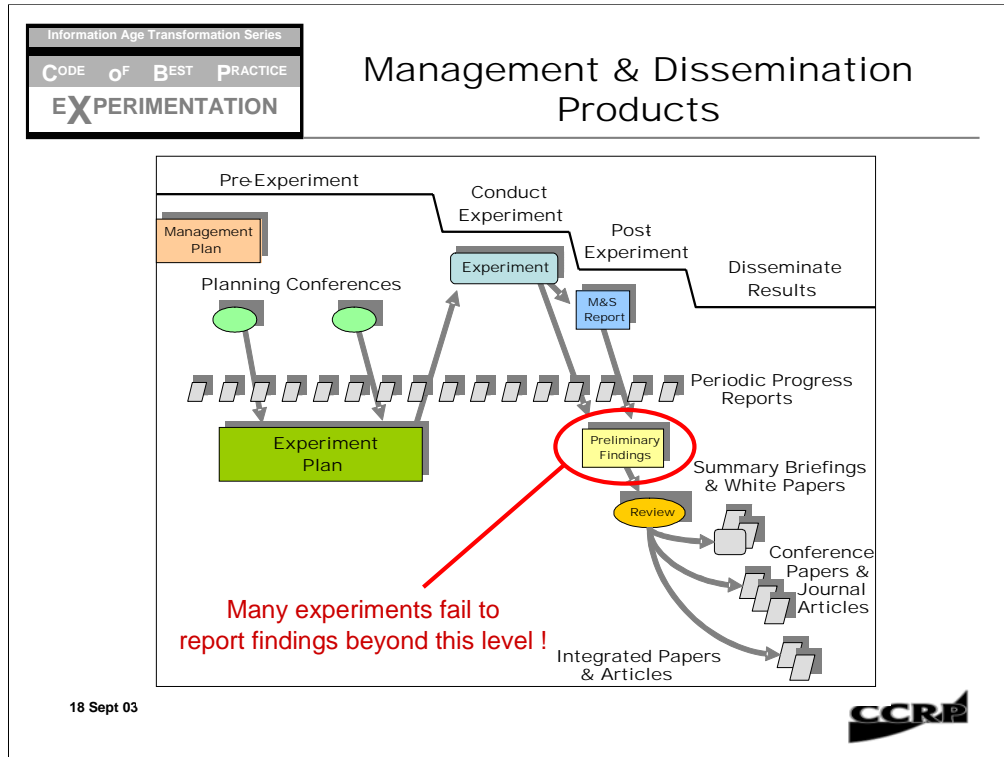 Information Age Transformation Series
CODE OF BEST PRACTICE
EXPERIMENTATION
Management & Dissemination
Products
Pre-Experiment
Conduct
Experiment
Post-
Experiment
Disseminate
Results
Management
Plan
Planning Conferences
Experiment
M&S
Report
Periodic Progress
Reports
Experiment
Plan
Preliminary
Findings
Summary Briefings
& White Papers
Review
Conference
Papers &
Journal
Articles
Many experiments fail to
report findings beyond this level !
Integrated Papers
& Articles
18 Sept 03
CCRP